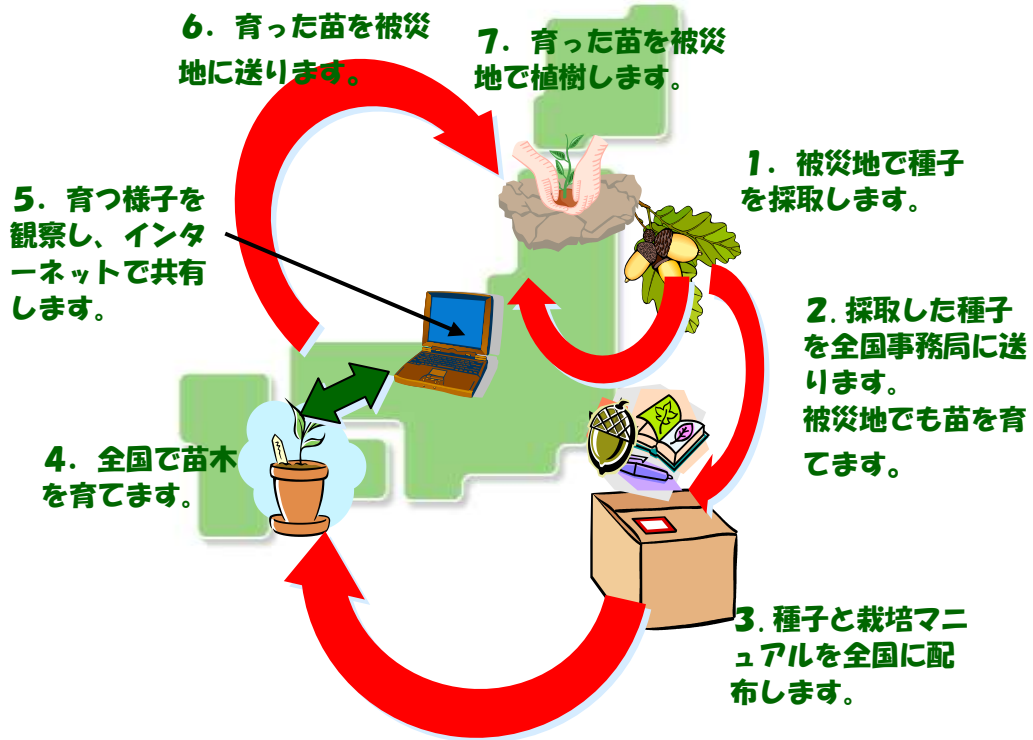 6．育った苗を被災
地に送ります。
7．育った苗を被災
地で植樹します。
1．被災地で種子
を採取します。
5．育つ様子を
観察し、インタ
ーネットで共有
します。
2．採取した種子
を全国事務局に送
ります。
被災地でも苗を育
てます。
4．全国で苗木
を育てます。
3．種子と栽培マニ
ュアルを全国に配
布します。